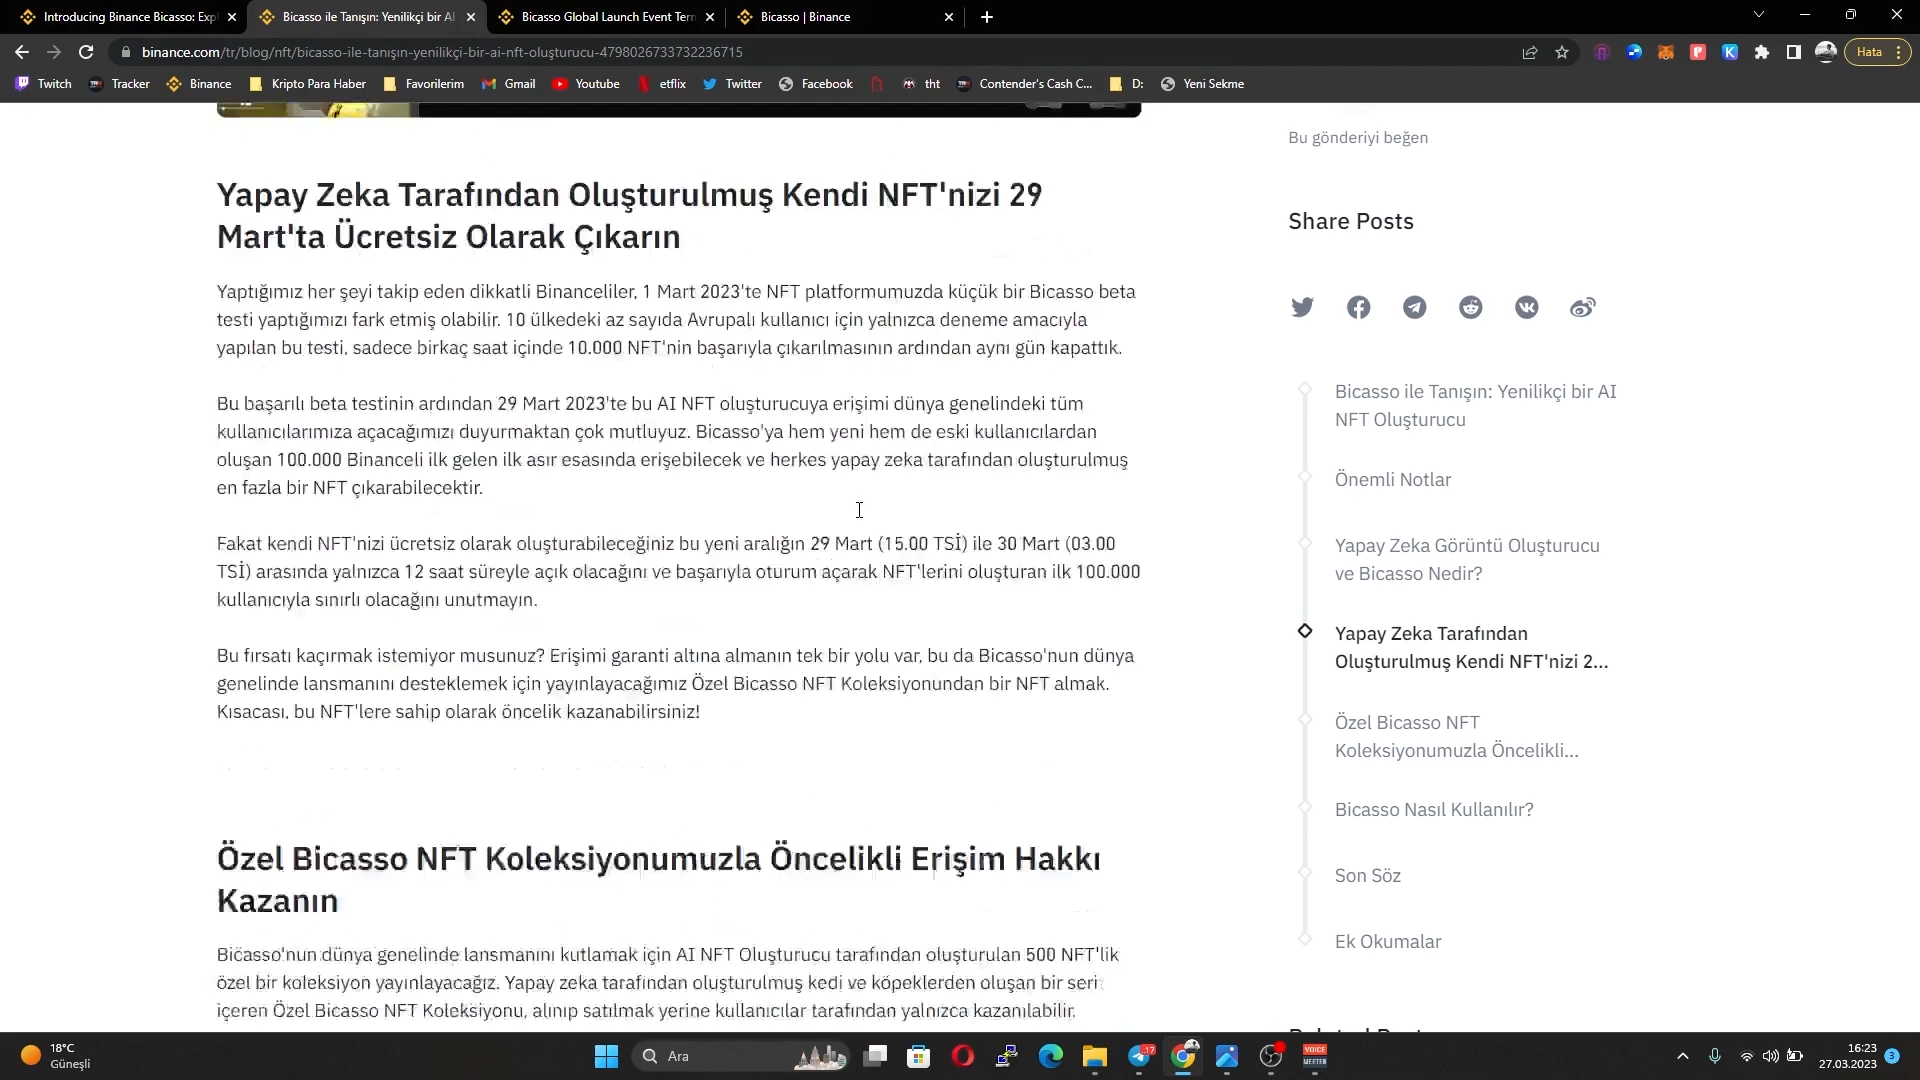 Introducing Binance Bicasso: Expl
Bicasso ile Tanışın: Yenilikçi bir AI
Bicasso Global Launch Event Term
Bicasso | Binance
binance.com/tr/blog/nft/bicasso-ile-tanışın-yenilikçi-bir-ai-nft-oluşturucu-4798026733732236715
Hata
Twitch
Tracker
Binance
Kripto Para Haber
Favorilerim
Gmail
Youtube
etflix
Twitter
Facebook
tht
Contender's Cash C...
D:
Yeni Sekme
Yapay Zeka Tarafından Oluşturulmuş Kendi NFT'nizi 29
Mart'ta Ücretsiz Olarak Çıkarın
Yaptığımız her şeyi takip eden dikkatli Binanceliler, 1 Mart 2023'te NFT platformumuzda küçük bir Bicasso beta
testi yaptığımızı fark etmiş olabilir. 10 ülkedeki az sayıda Avrupalı kullanıcı için yalnızca deneme amacıyla
yapılan bu testi, sadece birkaç saat içinde 10.000 NFT'nin başarıyla çıkarılmasının ardından aynı gün kapattık.
Bu başarılı beta testinin ardından 29 Mart 2023'te bu AI NFT oluşturucuya erişimi dünya genelindeki tüm
kullanıcılarımıza açacağımızı duyurmaktan çok mutluyuz. Bicasso'ya hem yeni hem de eski kullanıcılardan
oluşan 100.000 Binanceli ilk gelen ilk asır esasında erişebilecek ve herkes yapay zeka tarafından oluşturulmuş
en fazla bir NFT çıkarabilecektir.
Fakat kendi NFT'nizi ücretsiz olarak oluşturabileceğiniz bu yeni aralığın 29 Mart (15.00 TSİ) ile 30 Mart (03.00
TSİ) arasında yalnızca 12 saat süreyle açık olacağını ve başarıyla oturum açarak NFT'lerini oluşturan ilk 100.000
kullanıcıyla sınırlı olacağını unutmayın.
Bu fırsatı kaçırmak istemiyor musunuz? Erişimi garanti altına almanın tek bir yolu var, bu da Bicasso'nun dünya
genelinde lansmanını desteklemek için yayınlayacağımız Özel Bicasso NFT Koleksiyonundan bir NFT almak.
Kısacası, bu NFT'lere sahip olarak öncelik kazanabilirsiniz!
Özel Bicasso NFT Koleksiyonumuzla Öncelikli Erişim Hakkı
Kazanın
Bicasso'nun dünya genelinde lansmanını kutlamak için AI NFT Oluşturucu tarafından oluşturulan 500 NFT'lik
özel bir koleksiyon yayınlayacağız. Yapay zeka tarafından oluşturulmuş kedi ve köpeklerden oluşan bir seri
içeren Özel Bicasso NFT Koleksiyonu, alınıp satılmak yerine kullanıcılar tarafından yalnızca kazanılabilir.
Bu gönderiyi beğen
Share Posts
Bicasso ile Tanışın: Yenilikçi bir AI
NFT Oluşturucu
Önemli Notlar
Yapay Zeka Görüntü Oluşturucu
ve Bicasso Nedir?
Yapay Zeka Tarafından
Oluşturulmuş Kendi NFT'nizi 2...
Özel Bicasso NFT
Koleksiyonumuzla Öncelikli...
Bicasso Nasıl Kullanılır?
Son Söz
Ek Okumalar
18°C
Güneşli
Ara
17
VOICE
MEETER
16:23
27.03.2023
3